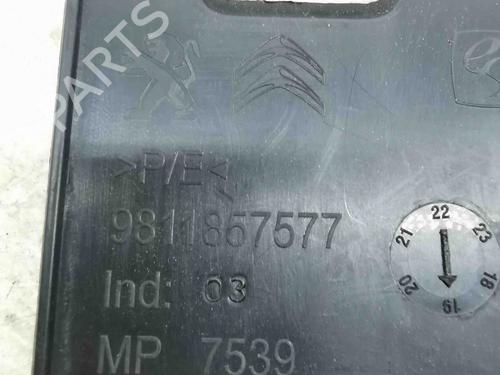 B-PARTS
>P/E<
9811857577
Ind: 03
MP 7539
20 21 22 23 18 19